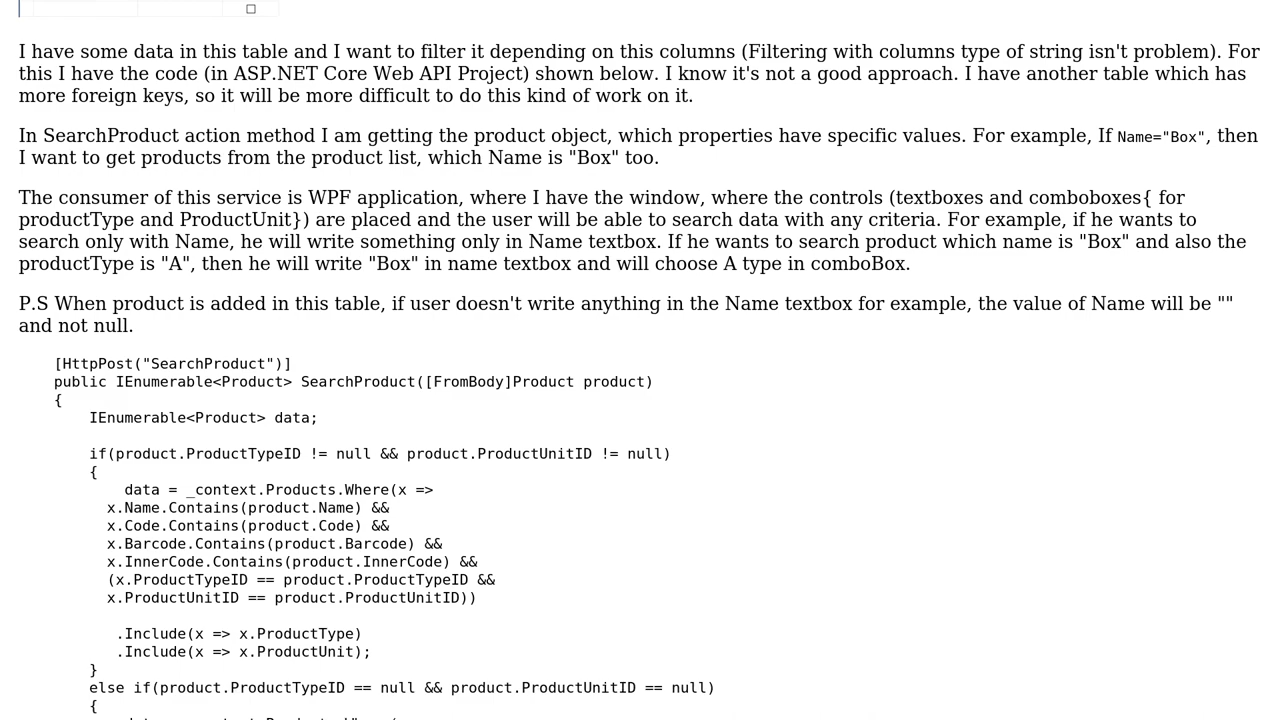 I have some data in this table and I want to filter it depending on this columns (Filtering with columns type of string isn't problem). For
this I have the code (in ASP.NET Core Web API Project) shown below. I know it's not a good approach. I have another table which has
more foreign keys, so it will be more difficult to do this kind of work on it.
In SearchProduct action method I am getting the product object, which properties have specific values. For example, If Name="Box", then
I want to get products from the product list, which Name is "Box" too.
The consumer of this service is WPF application, where I have the window, where the controls (textboxes and comboboxes{ for
productType and ProductUnit}) are placed and the user will be able to search data with any criteria. For example, if he wants to
search only with Name, he will write something only in Name textbox. If he wants to search product which name is "Box" and also the
productType is "A", then he will write "Box" in name textbox and will choose A type in comboBox.
P.S When product is added in this table, if user doesn't write anything in the Name textbox for example, the value of Name will be ""
and not null.
[HttpPost("SearchProduct")]
public IEnumerable<Product> SearchProduct([FromBody]Product product)
{
IEnumerable<Product> data;
if(product.ProductTypeID != null && product.ProductUnitID != null)
{
data = _context.Products.Where(x =>
x.Name.Contains(product.Name) &&
x.Code.Contains(product.Code) &&
x.Barcode.Contains(product.Barcode) &&
x.InnerCode.Contains(product.InnerCode) &&
(x.ProductTypeID == product.ProductTypeID &&
x.ProductUnitID == product.ProductUnitID))
.Include(x => x.ProductType)
.Include(x => x.ProductUnit);
}
else if(product.ProductTypeID == null && product.ProductUnitID == null)
{